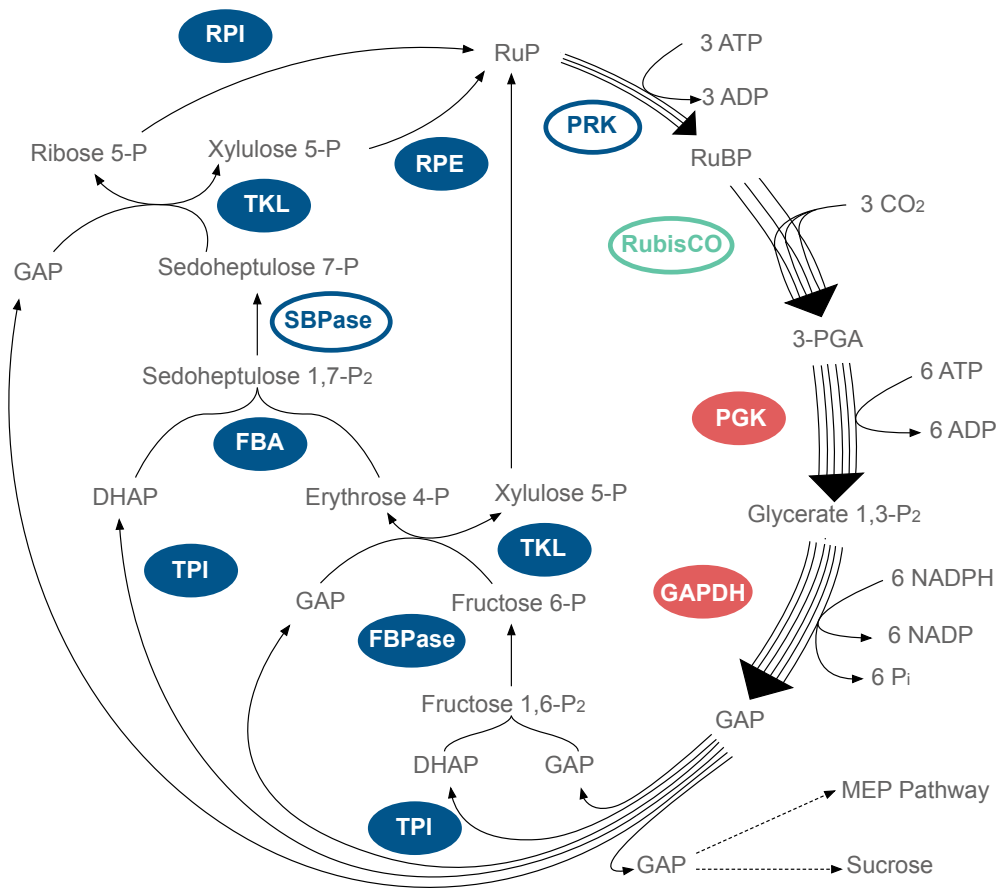 RPI
RuP
3 ATP
3 ADP
PRK
Ribose 5-P
Xylulose 5-P
RPE
RuBP
TKL
3 CO2
RubisCO
GAP
Sedoheptulose 7-P
SBPase
3-PGA
Sedoheptulose 1,7-P2
6 ATP
PGK
6 ADP
FBA
DHAP
Erythrose 4-P
Xylulose 5-P
Glycerate 1,3-P2
TKL
TPI
GAPDH
6 NADPH
GAP
Fructose 6-P
FBPase
6 NADP
6 Pi
Fructose 1,6-P2
GAP
DHAP
GAP
MEP Pathway
TPI
GAP
Sucrose